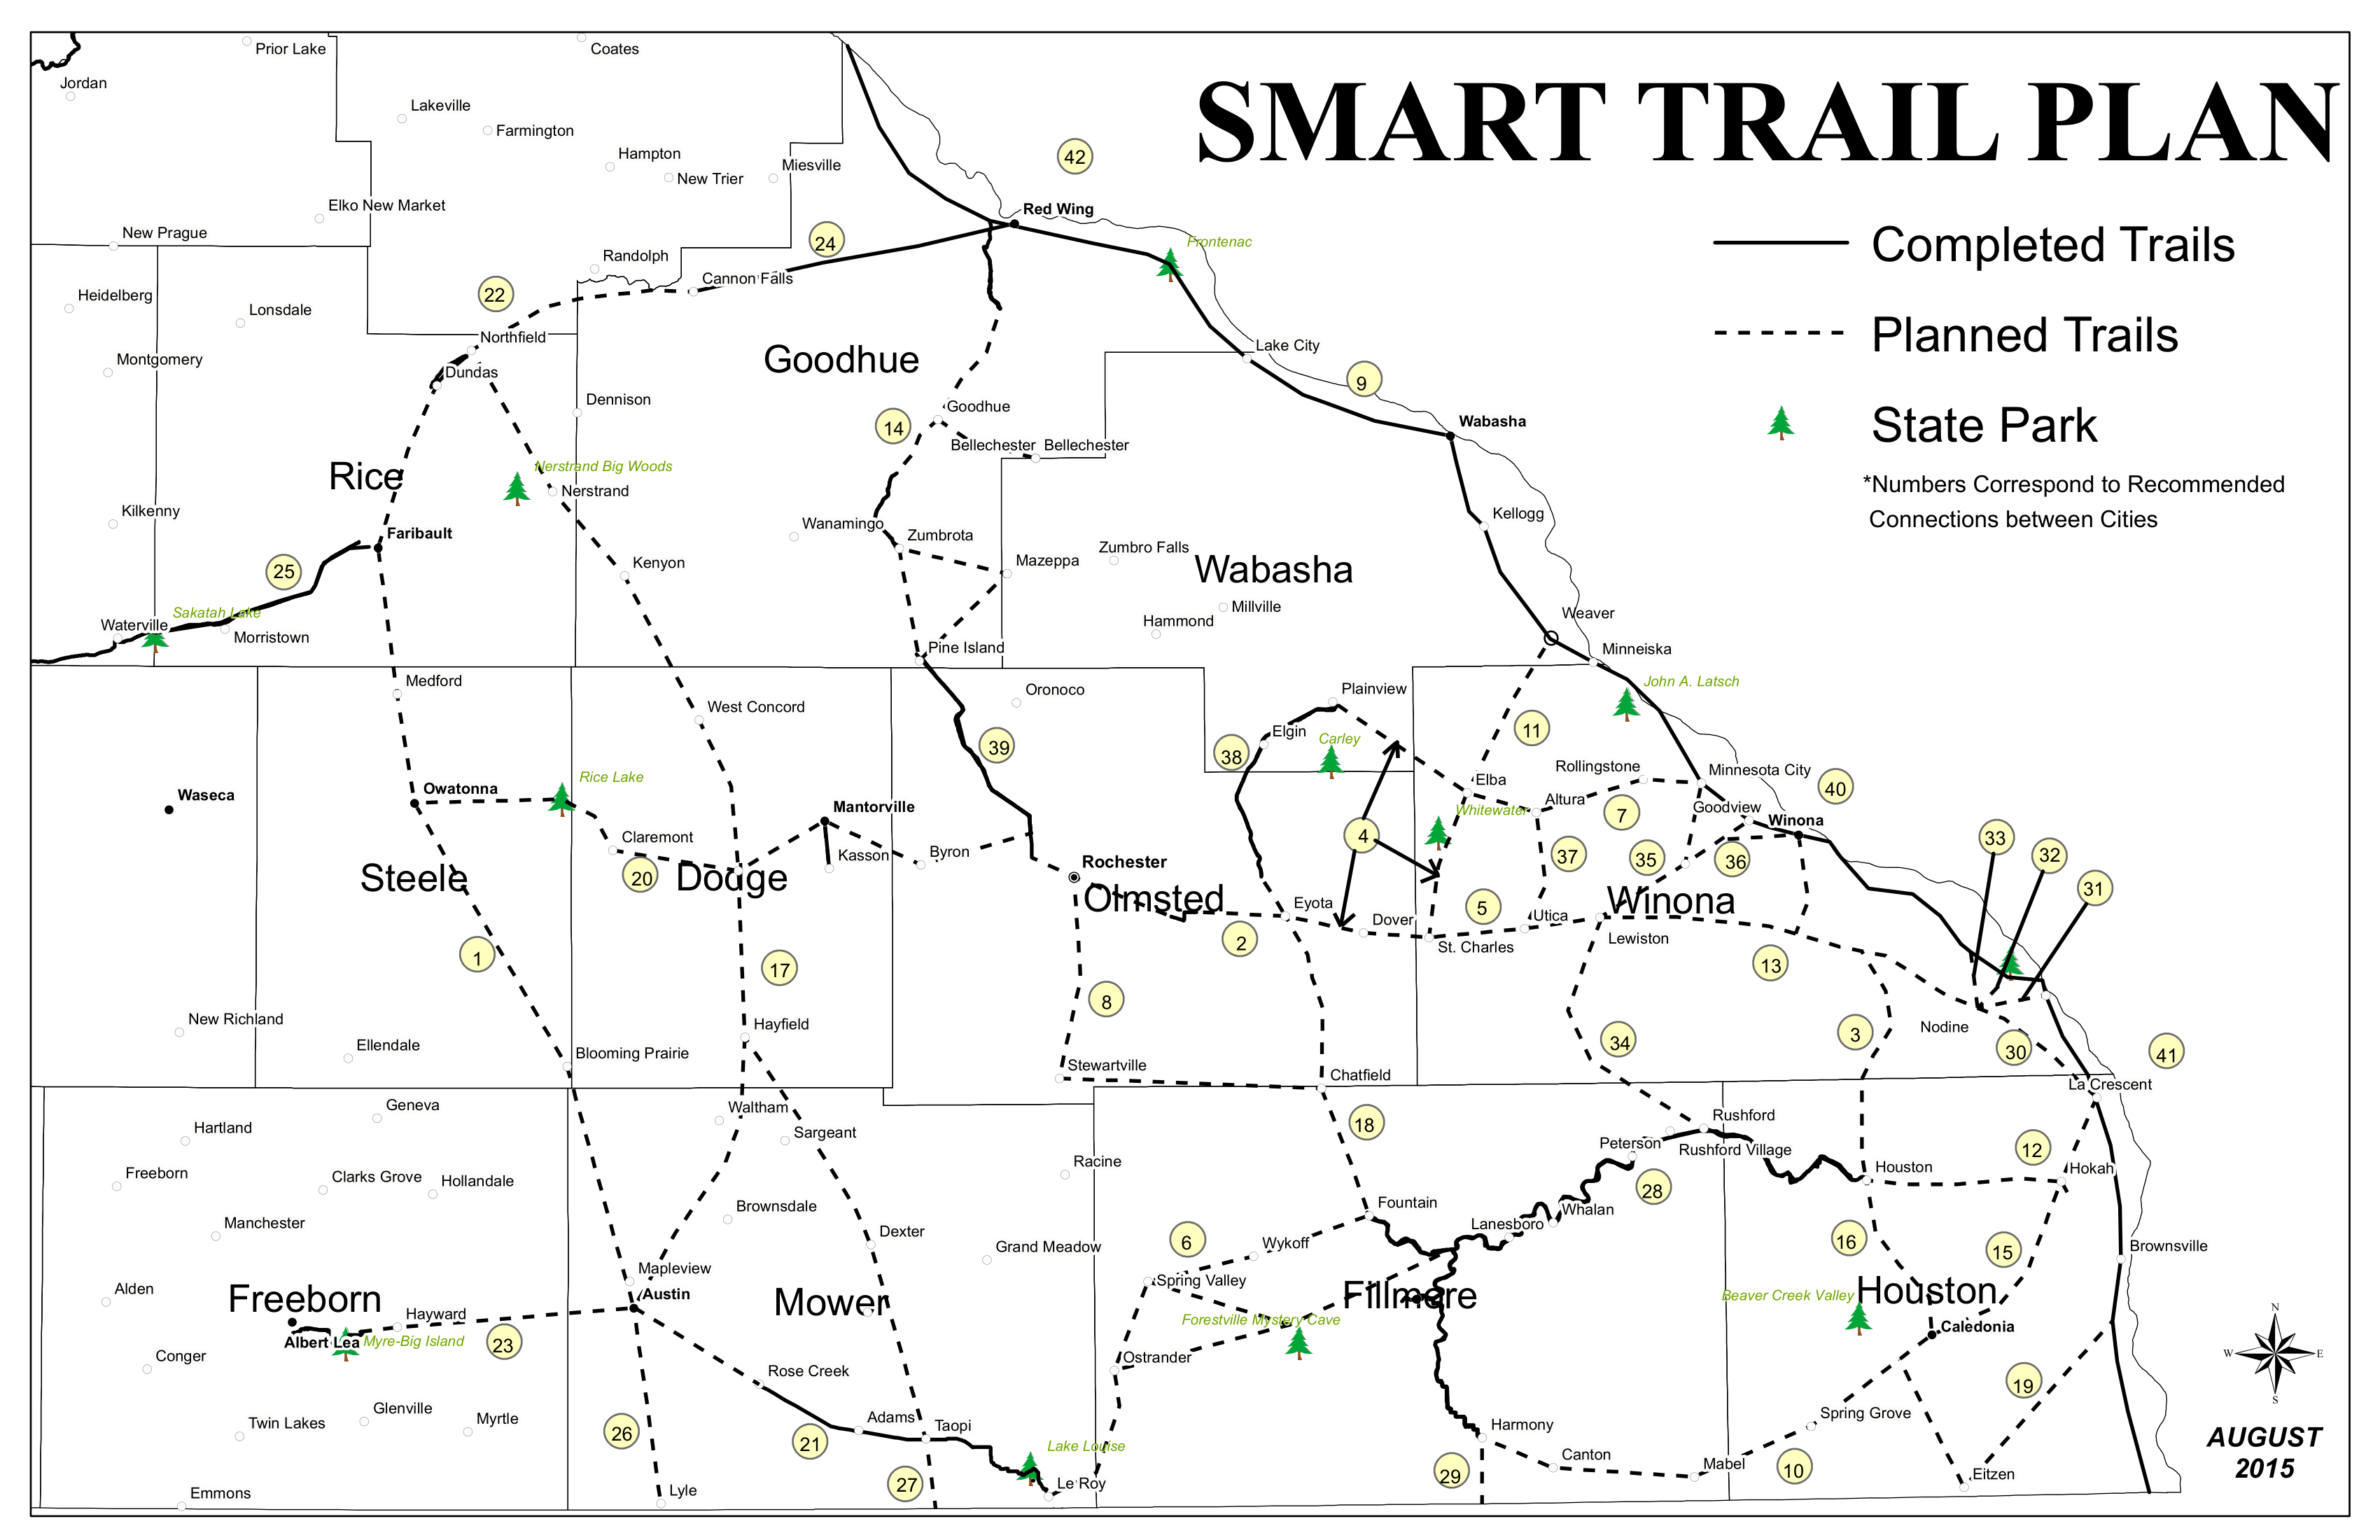 SMART TRAIL PLAN
Completed Trails
Planned Trails
State Park
*Numbers Correspond to Recommended
Connections between Cities
Prior Lake
Coates
Jordan
Lakeville
Farmington
Hampton
New Trier
Miesville
42
Elko New Market
Red Wing
New Prague
24
Frontenac
Randolph
Cannon Falls
Heidelberg
22
Lonsdale
Northfield
Lake City
Montgomery
Goodhue
Dundas
9
Dennison
Goodhue
14
Wabasha
Bellechester
Bellechester
Rice
Nerstrand Big Woods
Nerstrand
Kilkenny
Kellogg
Faribault
Wanamingo
Zumbrota
Zumbro Falls
25
Kenyon
Mazeppa
Wabasha
Sakatah Lake
Millville
Weaver
Waterville
Morristown
Hammond
Pine Island
Minneiska
Medford
Oronoco
Plainview
John A. Latsch
West Concord
11
Elgin
Carley
39
38
Rice Lake
Elba
Rollingstone
Minnesota City
Waseca
Owatonna
Mantorville
Whitewater
Altura
Goodview
40
7
Winona
Claremont
4
33
32
Kasson
Byron
Rochester
37
35
36
Steele
20
Dodge
Olmsted
31
Eyota
5
Winona
Dover
Utica
2
St. Charles
Lewiston
1
17
13
8
New Richland
Hayfield
Nodine
3
34
30
41
Ellendale
Blooming Prairie
Stewartville
Chatfield
La Crescent
Geneva
Waltham
18
Rushford
Hartland
Sargeant
Peterson
Rushford Village
12
Racine
Houston
Hokah
Freeborn
Clarks Grove
Hollandale
28
Brownsdale
Fountain
Whalan
Manchester
Dexter
Lanesboro
6
Wykoff
16
15
Grand Meadow
Brownsville
Mapleview
Spring Valley
Alden
Austin
Freeborn
Hayward
Mower
Fillmore
Beaver Creek Valley
Houston
Forestville Mystery Cave
Caledonia
Albert Lea
Myre-Big Island
23
Conger
Ostrander
Rose Creek
19
Glenville
Twin Lakes
Myrtle
Adams
Taopi
Harmony
Spring Grove
26
21
Lake Louise
Canton
Mabel
10
29
27
Le Roy
Eitzen
Emmons
Lyle
N
W
E
S
AUGUST
2015